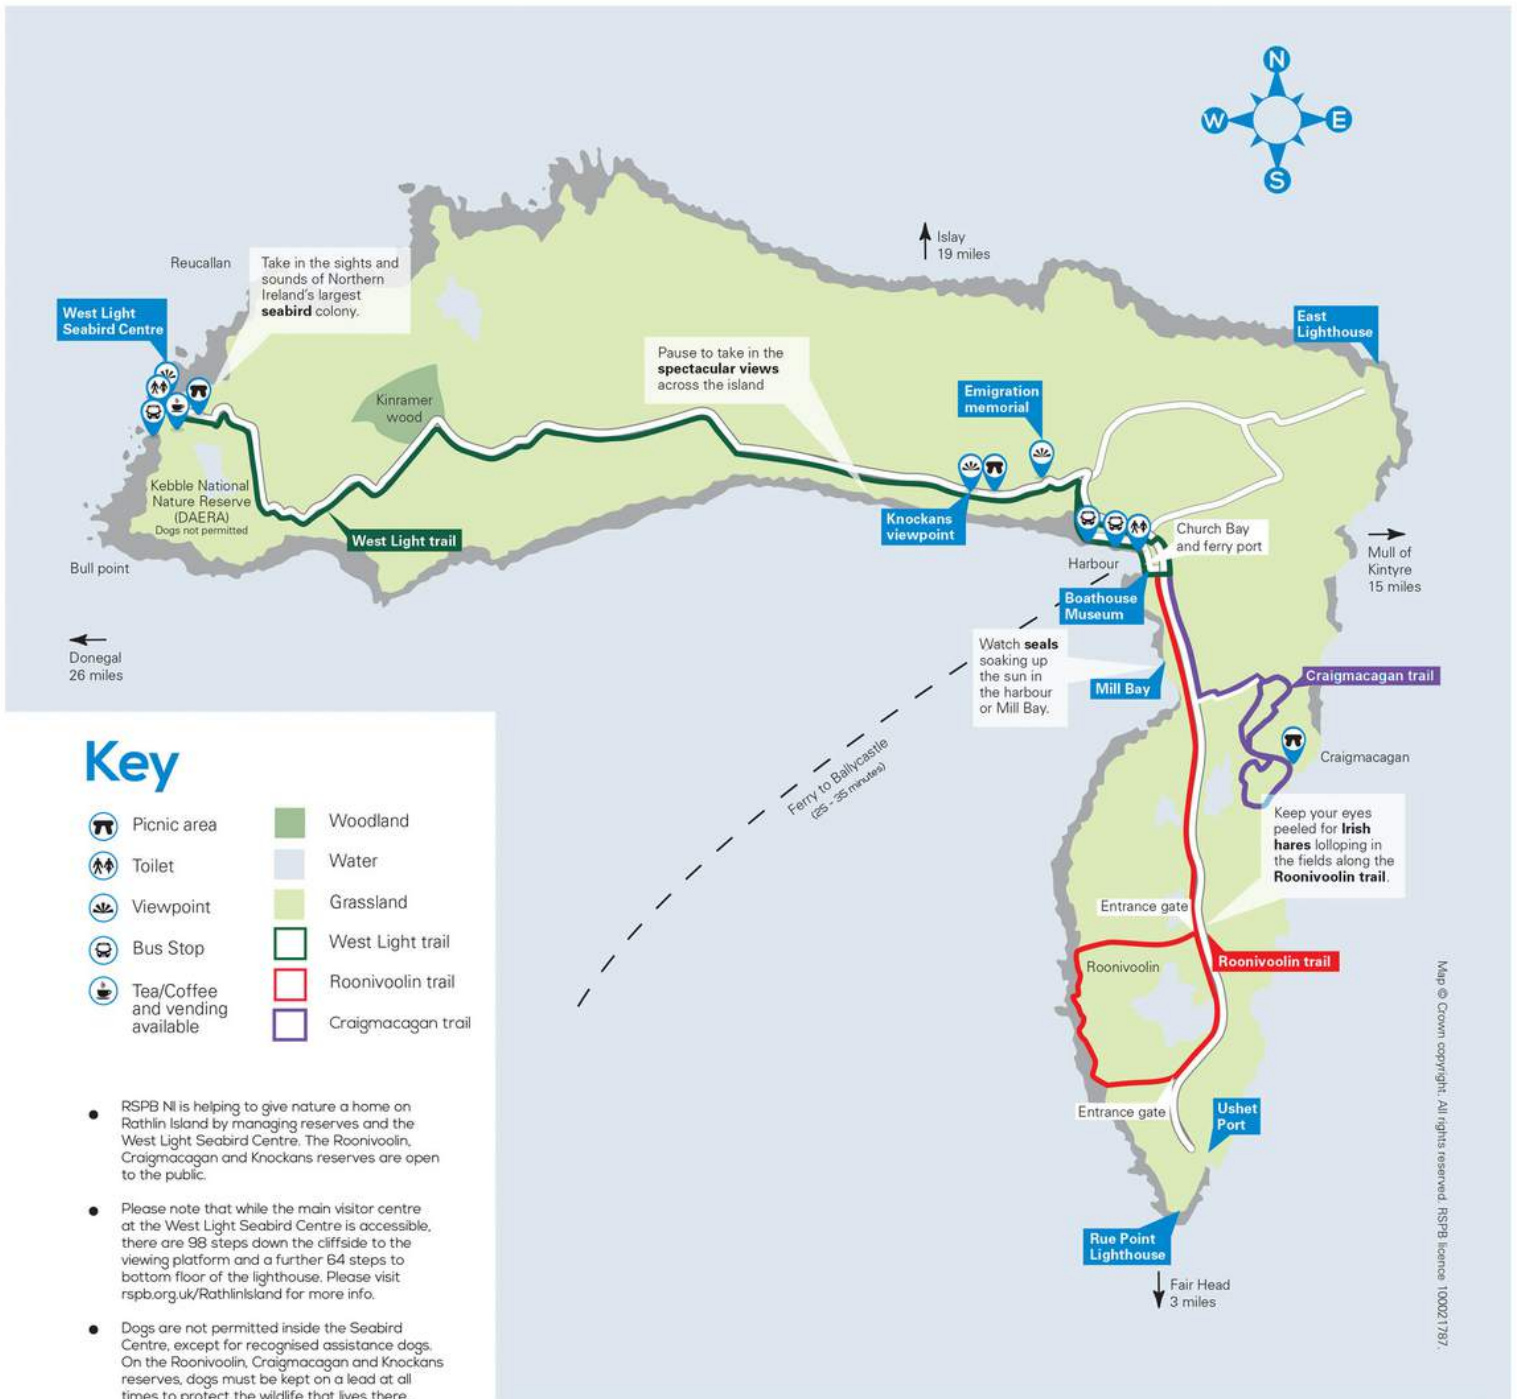 N
W
E
S
Islay
19 miles
Reucallan
Take in the sights and
sounds of Northern
Ireland's largest
seabird colony.
West Light
Seabird Centre
East
Lighthouse
Pause to take in the
spectacular views
across the island
Emigration
memorial
Kinramer
wood
Kebble National
Nature Reserve
(DAERA)
Dogs not permitted
West Light trail
Knockans
viewpoint
Church Bay
and ferry port
Mull of
Kintyre
15 miles
Bull point
Harbour
Boathouse
Museum
Donegal
26 miles
Watch seals
soaking up
the sun in
the harbour
or Mill Bay.
Mill Bay
Craigmacagan trail
Craigmacagan
Ferry to Ballycastle
(25 - 35 minutes)
Keep your eyes
peeled for Irish
hares lolloping in
the fields along the
Roonivoolin trail.
Entrance gate
Roonivoolin
Roonivoolin trail
Entrance gate
Ushet
Port
Rue Point
Lighthouse
Fair Head
3 miles
Map © Crown copyright. All rights reserved. RSPB licence 100021787.
Key
Picnic area
Toilet
Viewpoint
Bus Stop
Tea/Coffee
and vending
available
Woodland
Water
Grassland
West Light trail
Roonivoolin trail
Craigmacagan trail
● RSPB NI is helping to give nature a home on
Rathlin Island by managing reserves and the
West Light Seabird Centre. The Roonivoolin,
Craigmacagan and Knockans reserves are open
to the public.
● Please note that while the main visitor centre
at the West Light Seabird Centre is accessible,
there are 98 steps down the cliffside to the
viewing platform and a further 64 steps to
bottom floor of the lighthouse. Please visit
rspb.org.uk/RathlinIsland for more info.
● Dogs are not permitted inside the Seabird
Centre, except for recognised assistance dogs.
On the Roonivoolin, Craigmacagan and Knockans
reserves, dogs must be kept on a lead at all
times to protect the wildlife that lives there.